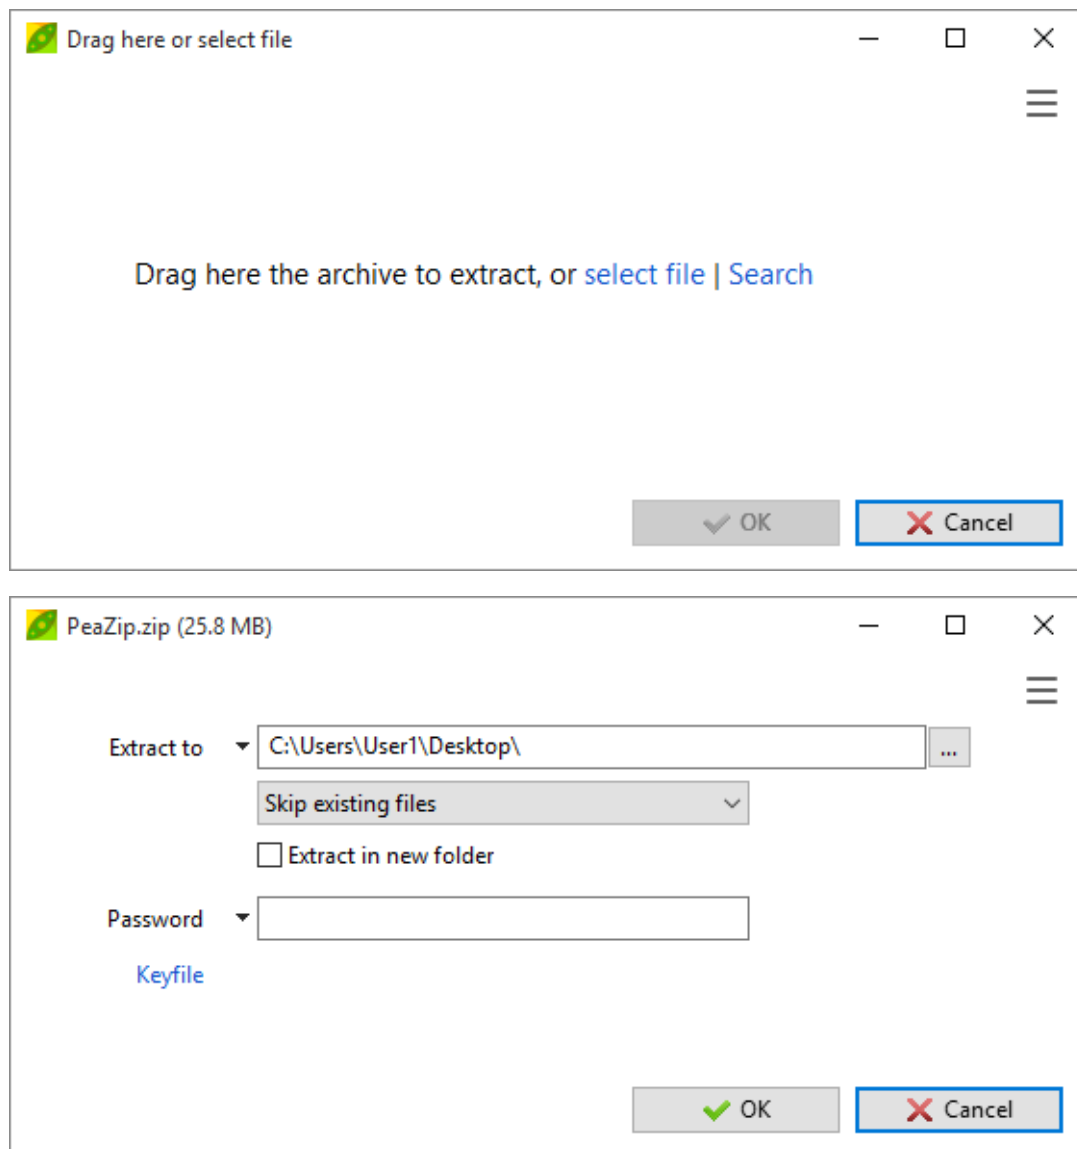 Drag here or select file
Drag here the archive to extract, or select file | Search
OK
Cancel
PeaZip.zip (25.8 MB)
Extract to
C:\Users\User1\Desktop\
...
Skip existing files
Extract in new folder
Password
Keyfile
OK
Cancel